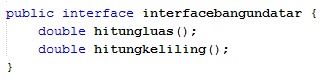 public interface interfacebangundatar {
    double hitungluas();
    double hitungkeliling();
}